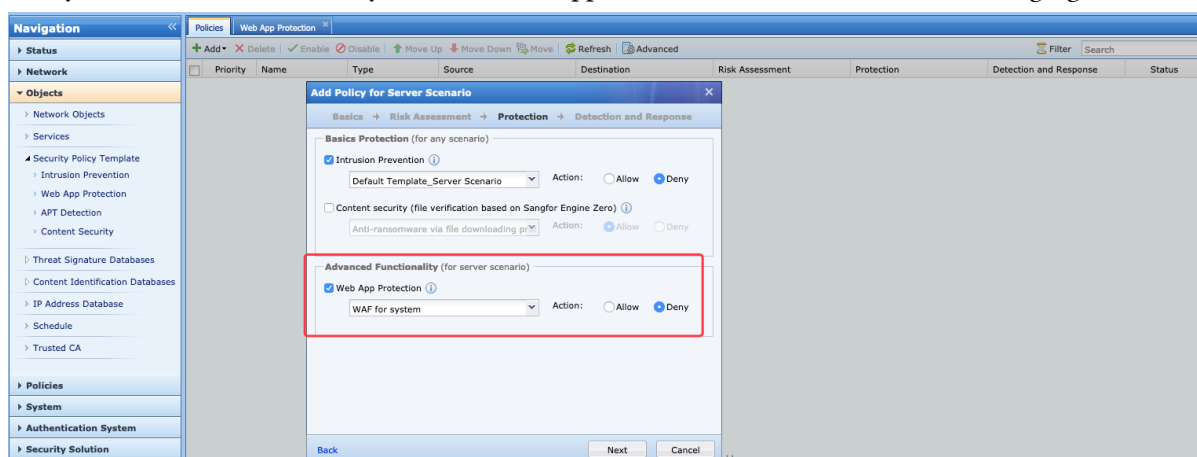 Navigation
Policies
Web App Protection
Status
Network
Objects
Network Objects
Services
Security Policy Template
Intrusion Prevention
Web App Protection
APT Detection
Content Security
Threat Signature Databases
Content Identification Databases
IP Address Database
Schedule
Trusted CA
Policies
System
Authentication System
Security Solution
Add Delete Enable Disable Move Up Move Down Move Refresh Advanced Filter Search
Priority Name Type Source Destination Risk Assessment Protection Detection and Response Status
Add Policy for Server Scenario
Basics → Risk Assessment → Protection → Detection and Response
Basics Protection (for any scenario)
Intrusion Prevention
Default Template_Server Scenario Action: Allow Deny
Content security (file verification based on Sangfor Engine Zero)
Anti-ransomware via file downloading Action: Allow Deny
Advanced Functionality (for server scenario)
Web App Protection
WAF for system Action: Allow Deny
Back Next Cancel